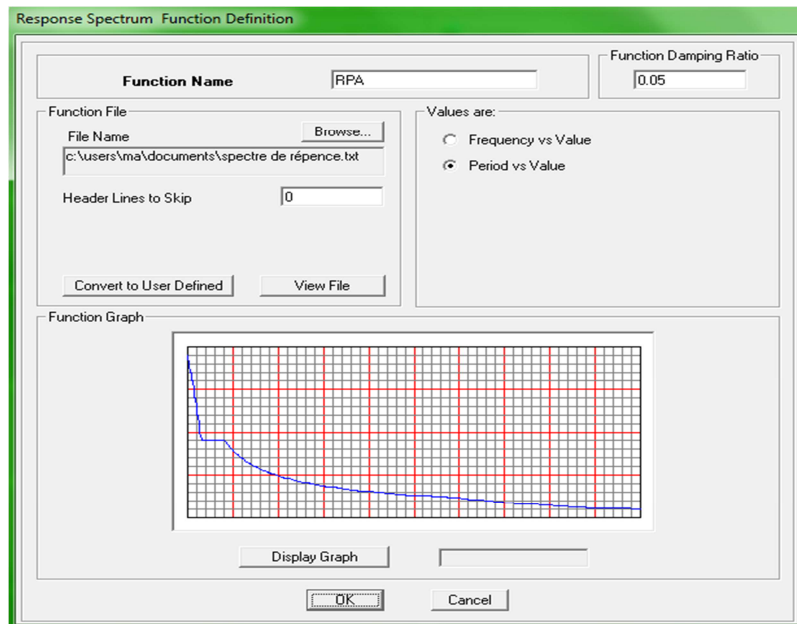 Response Spectrum Function Definition
Function Name
RPA
Function Damping Ratio
0.05
Function File
File Name
Browse...
c:\users\ma\documents\spectre de répence.txt
Header Lines to Skip
0
Convert to User Defined
View File
Values are:
Frequency vs Value
Period vs Value
Function Graph
Display Graph
OK
Cancel